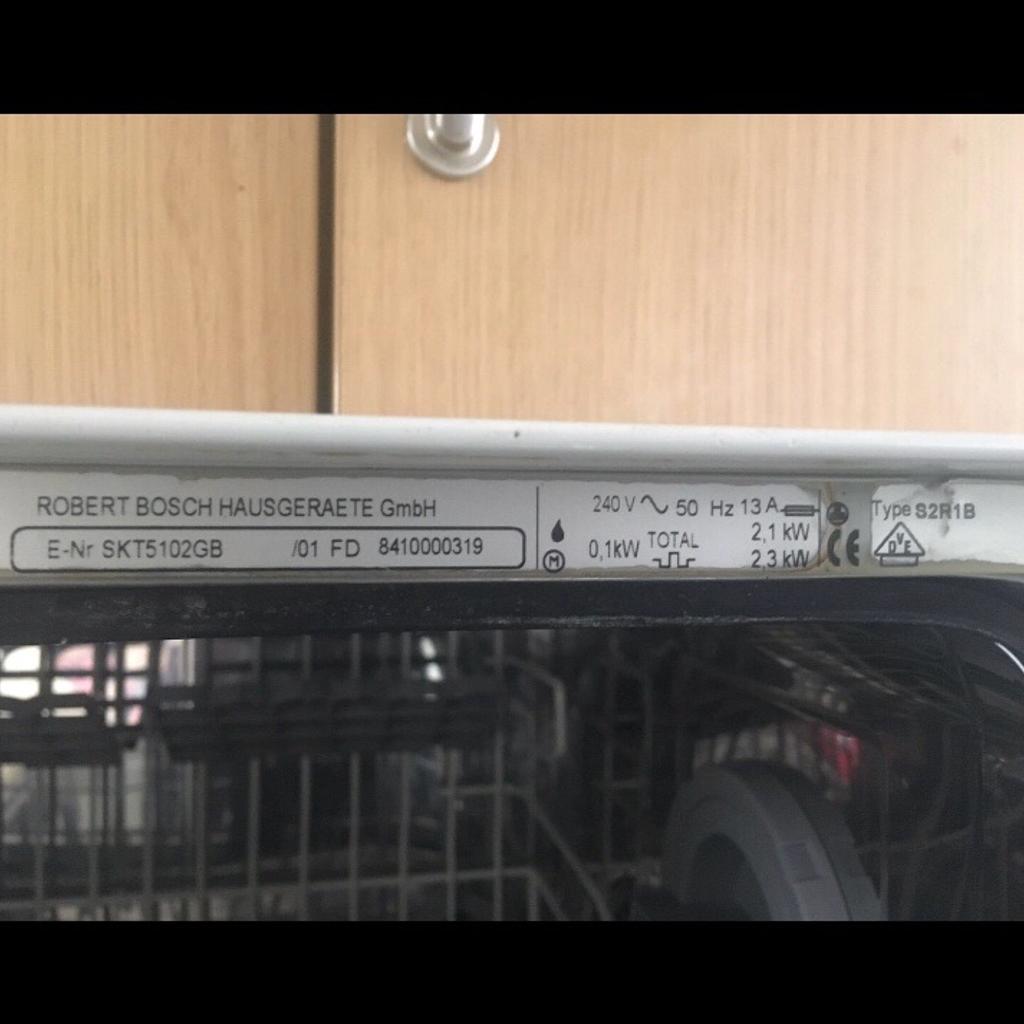 ROBERT BOSCH HAUSGERAETE GmbH
E-Nr SKT5102GB /01 FD 8410000319
240 V 50 Hz 13 A
2,1 kW
M 0,1kW TOTAL 2,3 kW
CE
Type S2R1B
DVE